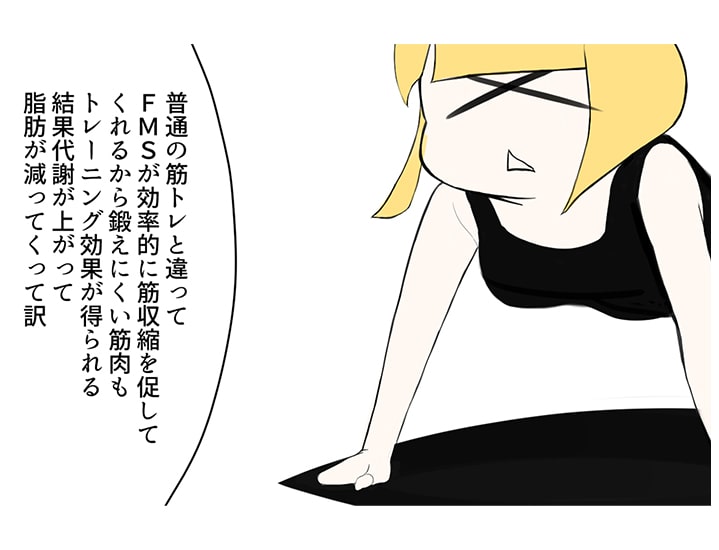 普通の筋トレと違って
ＦＭＳが効率的に筋収縮を促して
くれるから鍛えにくい筋肉も
トレーニング効果が得られる
結果代謝が上がって
脂肪が減ってくって訳